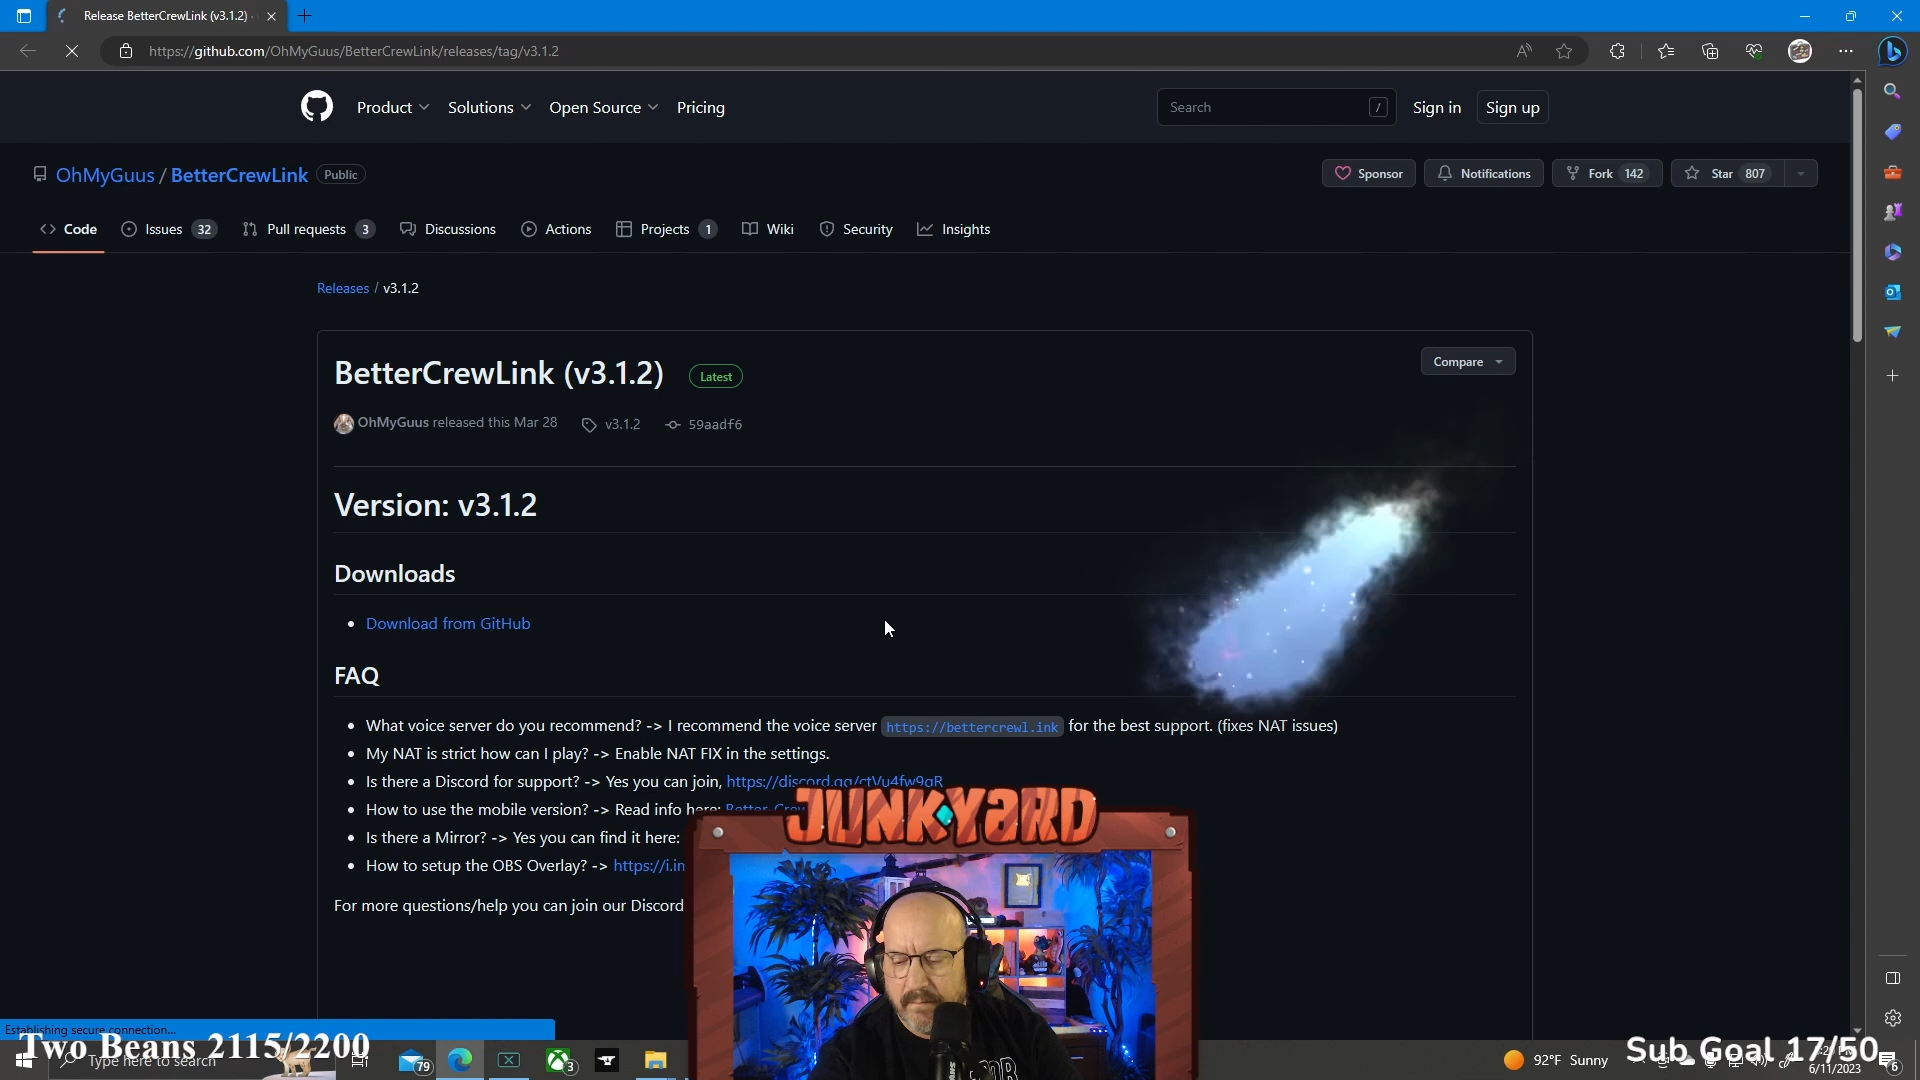 Release BetterCrewLink (v3.1.2) ·
https://github.com/OhMyGuus/BetterCrewLink/releases/tag/v3.1.2
Product Solutions Open Source Pricing Search / Sign in Sign up
OhMyGuus / BetterCrewLink Public Sponsor Notifications Fork 142 Star 807
Code Issues 32 Pull requests 3 Discussions Actions Projects 1 Wiki Security Insights
Releases / v3.1.2
BetterCrewLink (v3.1.2) Latest Compare
OhMyGuus released this Mar 28 v3.1.2 59aadf6
Version: v3.1.2
Downloads
Download from GitHub
FAQ
What voice server do you recommend? -> I recommend the voice server https://bettercrewl.ink for the best support. (fixes NAT issues)
My NAT is strict how can I play? -> Enable NAT FIX in the settings.
Is there a Discord for support? -> Yes you can join, https://discord.gg/ctVu4fw9gR
How to use the mobile version? -> Read info here: Better-Crew
Is there a Mirror? -> Yes you can find it here:
How to setup the OBS Overlay? -> https://i.im
For more questions/help you can join our Discord
JUNKYARD
Establishing secure connection...
Two Beans 2115/2200
Type here to search
79
3
92°F Sunny
Sub Goal 17/50
6/11/2023
6